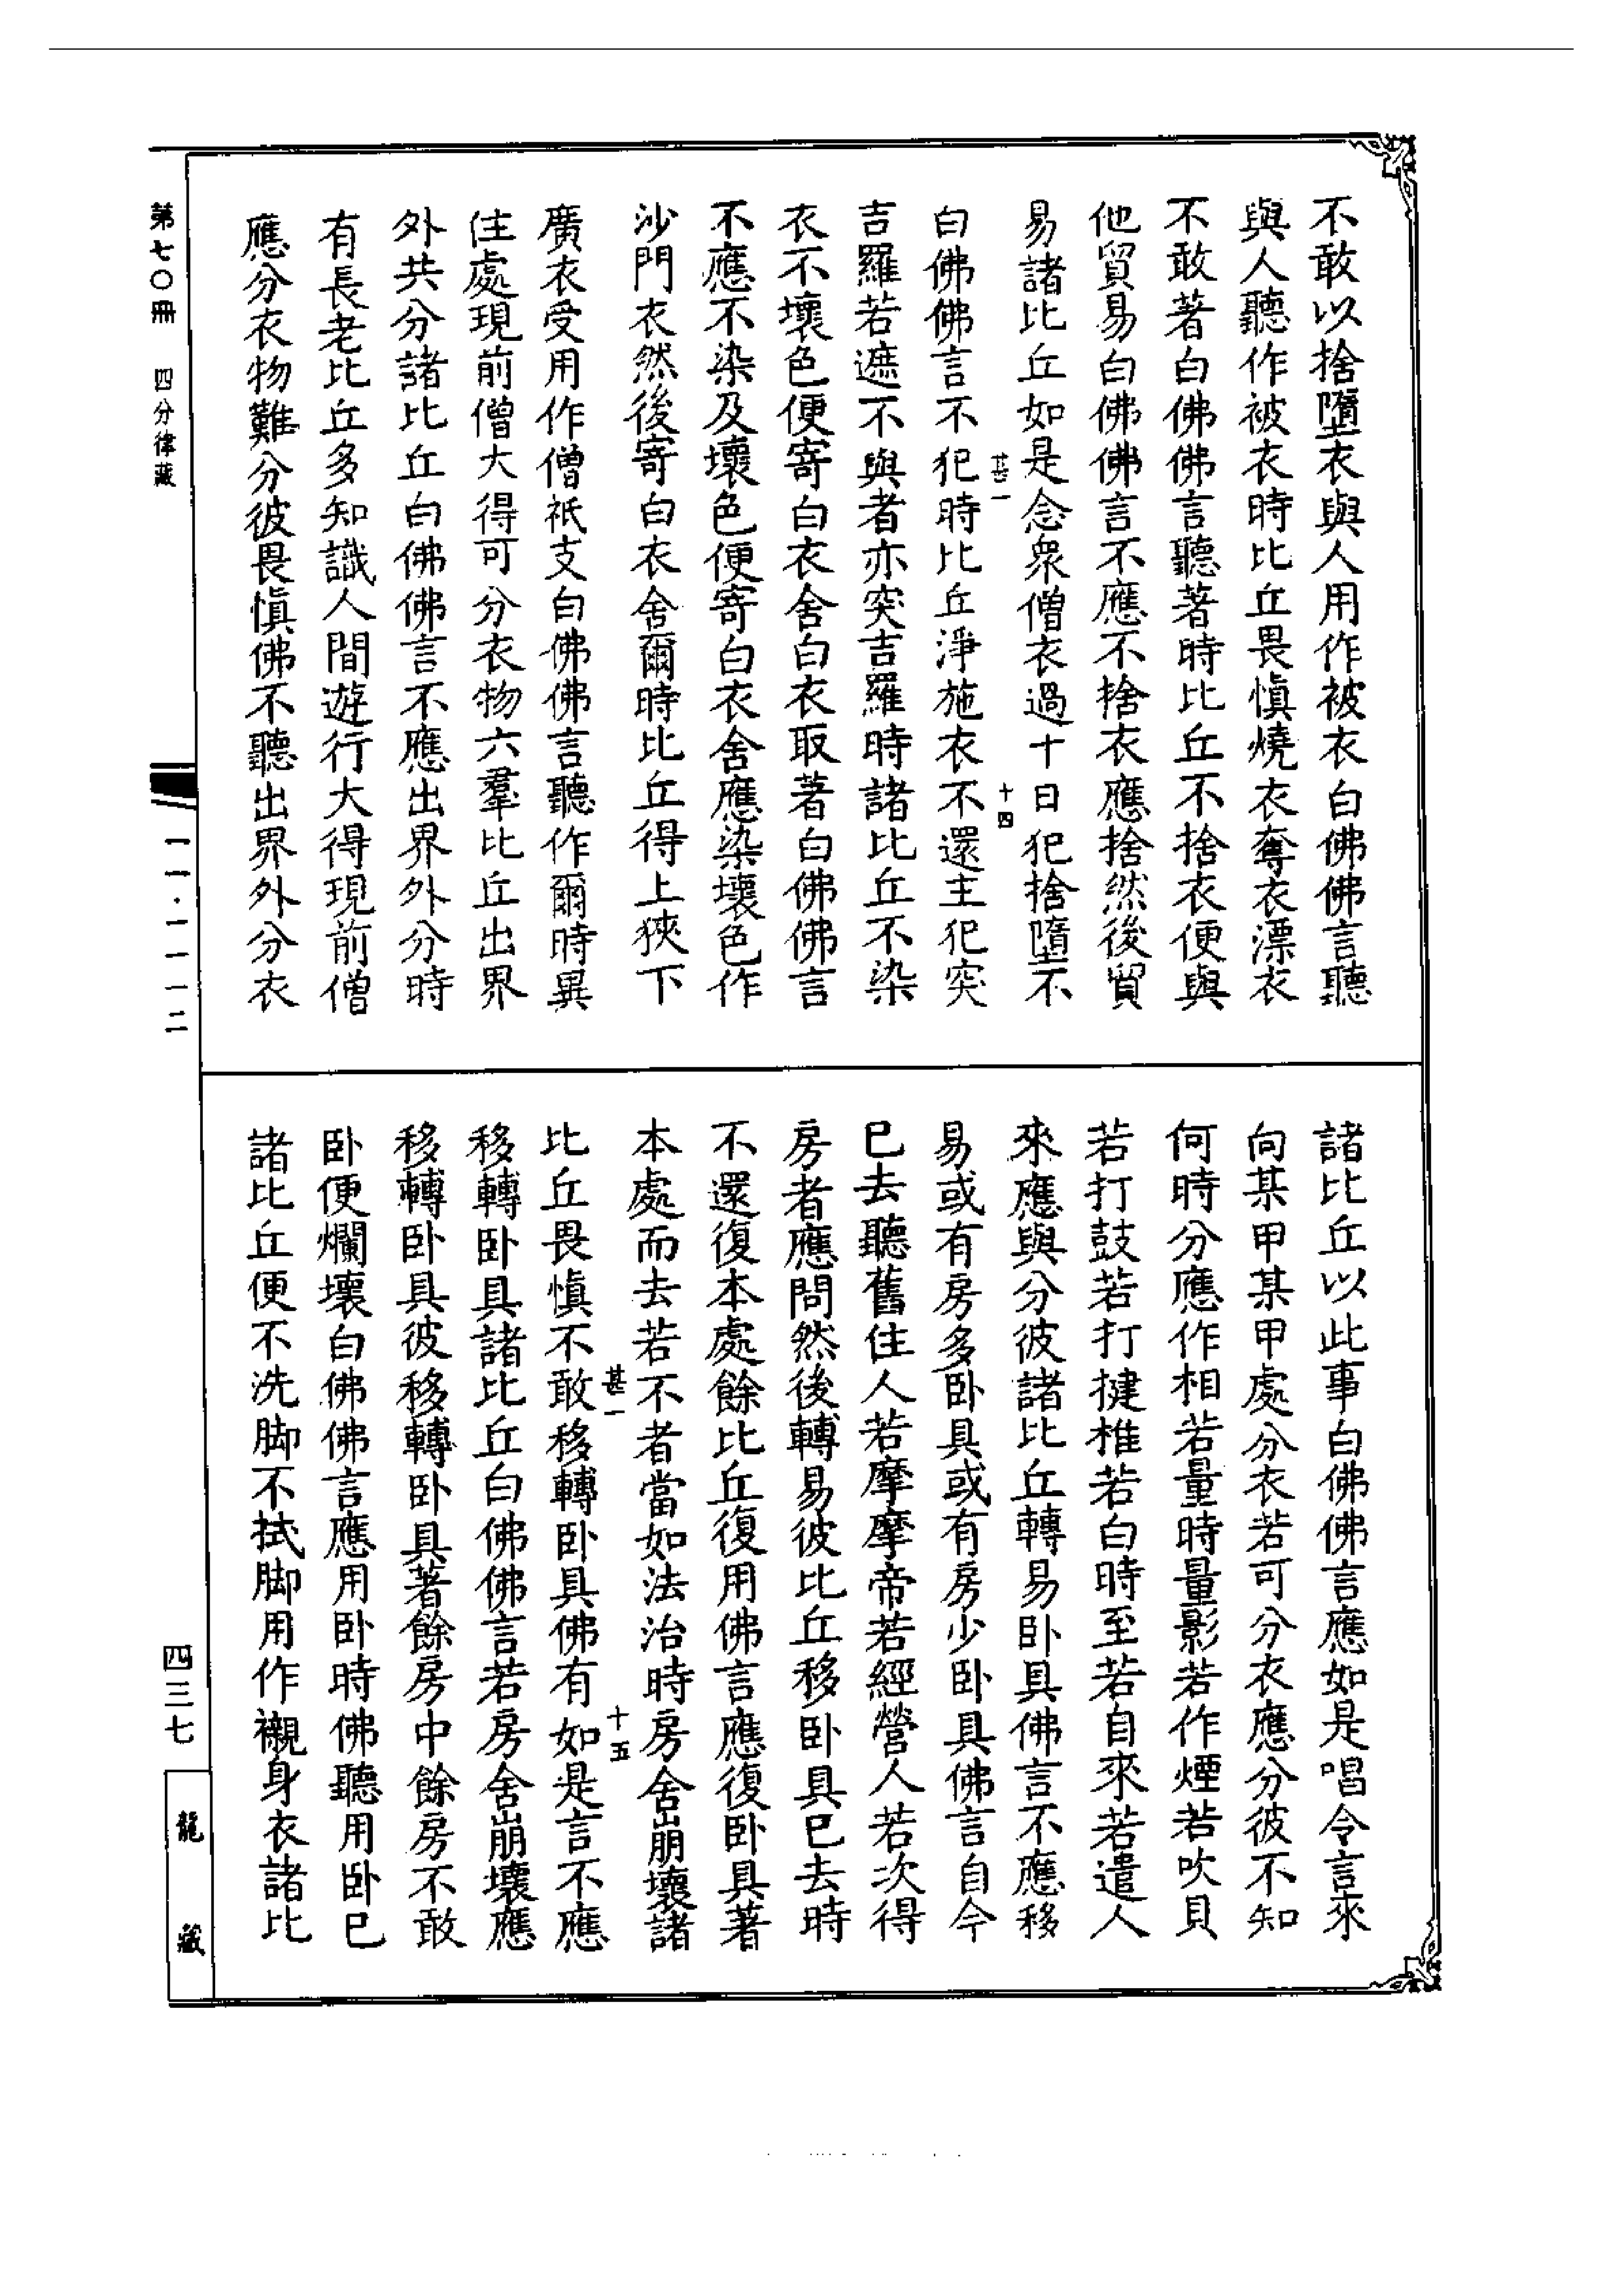 不敢以捨墮衣與人用作被衣白佛佛言聽
與人聽作被衣時比丘畏慎燒衣奪衣漂衣
不敢著白佛佛言聽著時比丘不捨衣便與
他貿易白佛佛言不應不捨衣應捨然後貿
易諸比丘如是念衆僧衣過十日犯捨墮不
甚一
十四
白佛佛言不犯時比丘淨施衣不還主犯突
吉羅若遮不與者亦突吉羅時諸比丘不染
衣不壞色便寄白衣舍白衣取著白佛佛言
不應不染及壞色便寄白衣舍應染壞色作
沙門衣然後寄白衣舍爾時比丘得上狹下
廣衣受用作僧祇支白佛佛言聽作爾時異
住處現前僧大得可分衣物六羣比丘出界
外共分諸比丘白佛佛言不應出界外分時
有長老比丘多知識人間遊行大得現前僧
應分衣物難分彼畏慎佛不聽出界外分衣
諸比丘以此事白佛佛言應如是唱令言來
向某甲某甲處分衣若可分衣應分彼不知
何時分應作相若量時量影若作煙若吹貝
若打鼓若打揵椎若白時至若自來若遣人
來應與分彼諸比丘轉易卧具佛言不應移
易或有房多卧具或有房少卧具佛言自今
已去聽舊住人若摩摩帝若經營人若次得
房者應問然後轉易彼比丘移卧具已去時
不還復本處餘比丘復用佛言應復卧具著
本處而去若不者當如法治時房舍崩壞諸
甚一
十五
比丘畏慎不敢移轉卧具佛有如是言不應
移轉卧具諸比丘白佛佛言若房舍崩壞應
移轉卧具彼移轉卧具著餘房中餘房不敢
卧便爛壞白佛佛言應用卧時佛聽用卧已
諸比丘便不洗脚不拭脚用作襯身衣諸比
第七〇冊 四分律藏
一一·一一一二
四三七
龍藏